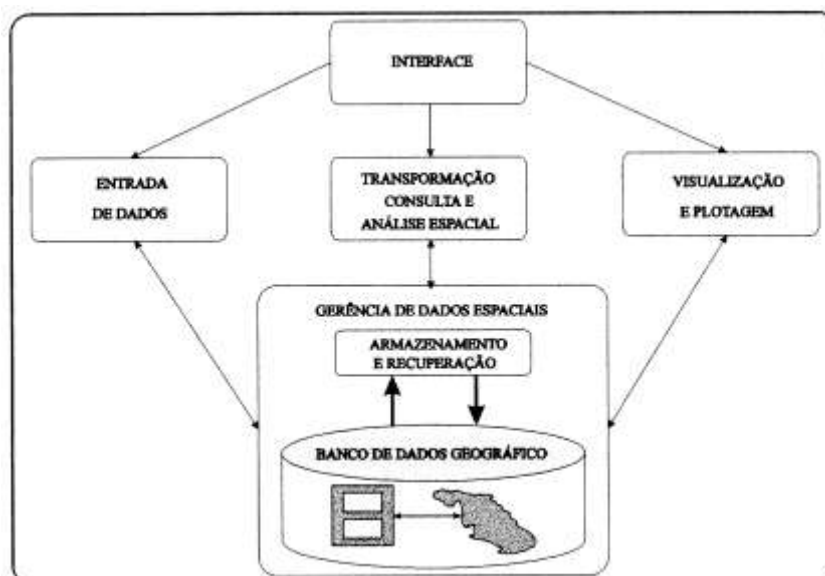 INTERFACE
ENTRADA
DE DADOS
TRANSFORMAÇÃO
CONSULTA E
ANÁLISE ESPACIAL
VISUALIZAÇÃO
E PLOTAGEM
GERÊNCIA DE DADOS ESPACIAIS
ARMAZENAMENTO
E RECUPERAÇÃO
BANCO DE DADOS GEOGRÁFICO